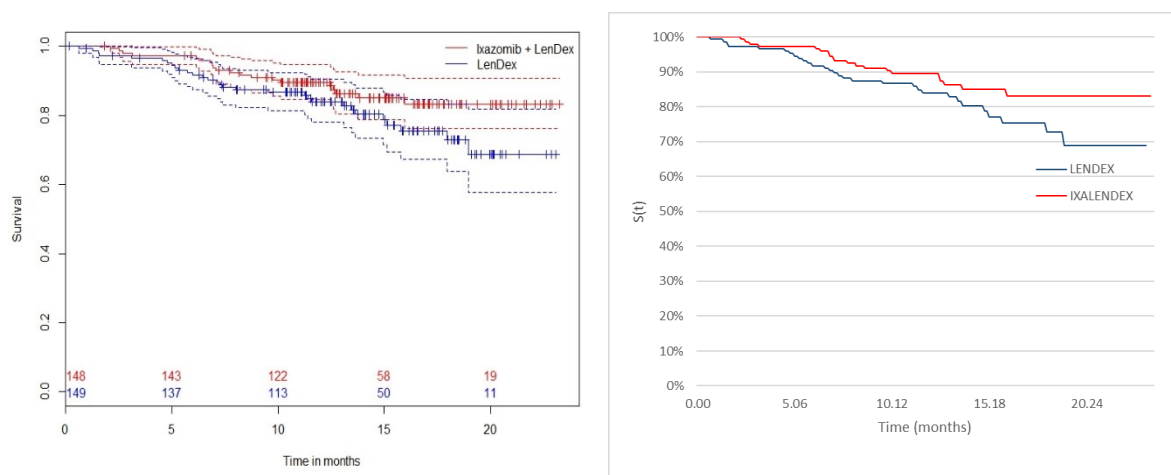 Ixazomib + LenDex
LenDex
Survival
1.0
0.8
0.6
0.4
0.2
0.0
148 143 122 58 19
149 137 113 50 11
0 5 10 15 20
Time in months
100%
90%
80%
70%
60%
50%
40%
30%
20%
10%
0%
S(t)
LENDEX
IXALENDEX
0.00 5.06 10.12 15.18 20.24
Time (months)